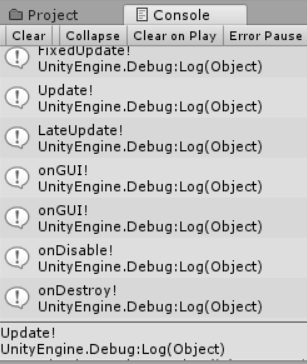 Project Console
Clear Collapse Clear on Play Error Pause
FixedUpdate!
UnityEngine.Debug:Log(Object)
Update!
UnityEngine.Debug:Log(Object)
LateUpdate!
UnityEngine.Debug:Log(Object)
onGUI!
UnityEngine.Debug:Log(Object)
onGUI!
UnityEngine.Debug:Log(Object)
onDisable!
UnityEngine.Debug:Log(Object)
onDestroy!
UnityEngine.Debug:Log(Object)
Update!
UnityEngine.Debug:Log(Object)